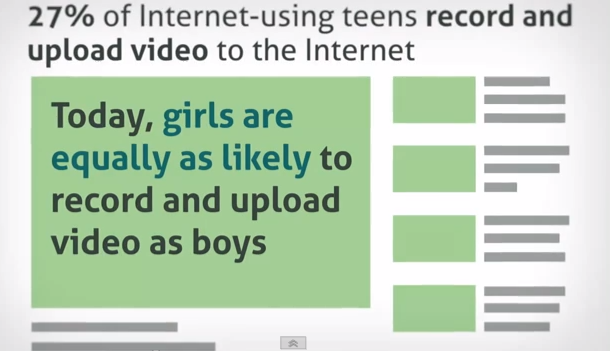 27% of Internet-using teens record and
upload video to the Internet
Today, girls are
equally as likely to
record and upload
video as boys